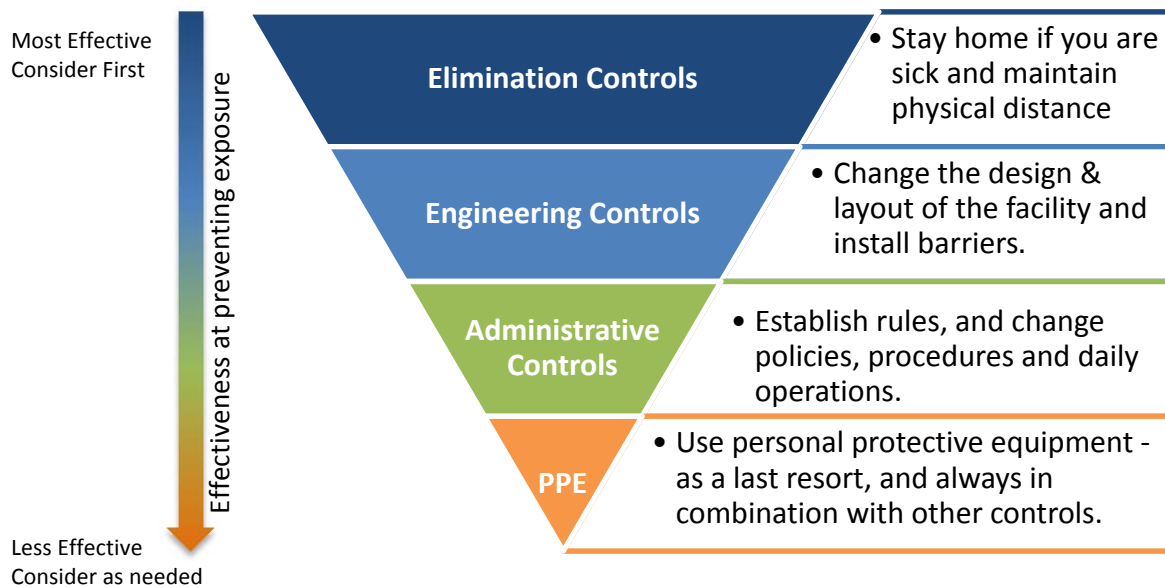 Most Effective
Consider First
Effectiveness at preventing exposure
Less Effective
Consider as needed
Elimination Controls
• Stay home if you are
sick and maintain
physical distance
Engineering Controls
• Change the design &
layout of the facility and
install barriers.
Administrative
Controls
• Establish rules, and change
policies, procedures and daily
operations.
PPE
• Use personal protective equipment -
as a last resort, and always in
combination with other controls.